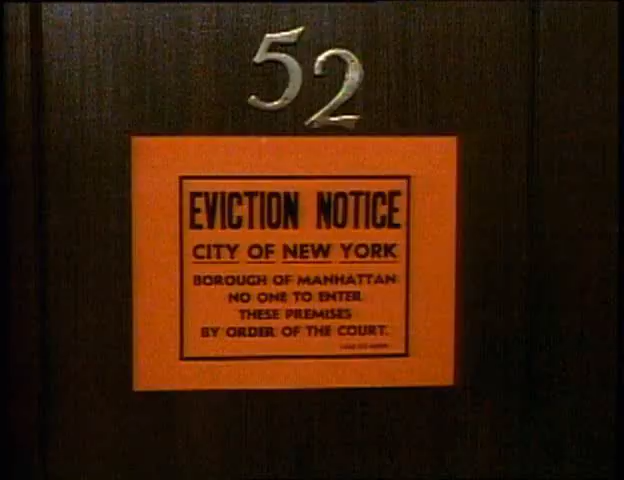 52
EVICTION NOTICE
CITY OF NEW YORK
BOROUGH OF MANHATTAN
NO ONE TO ENTER
THESE PREMISES
BY ORDER OF THE COURT.